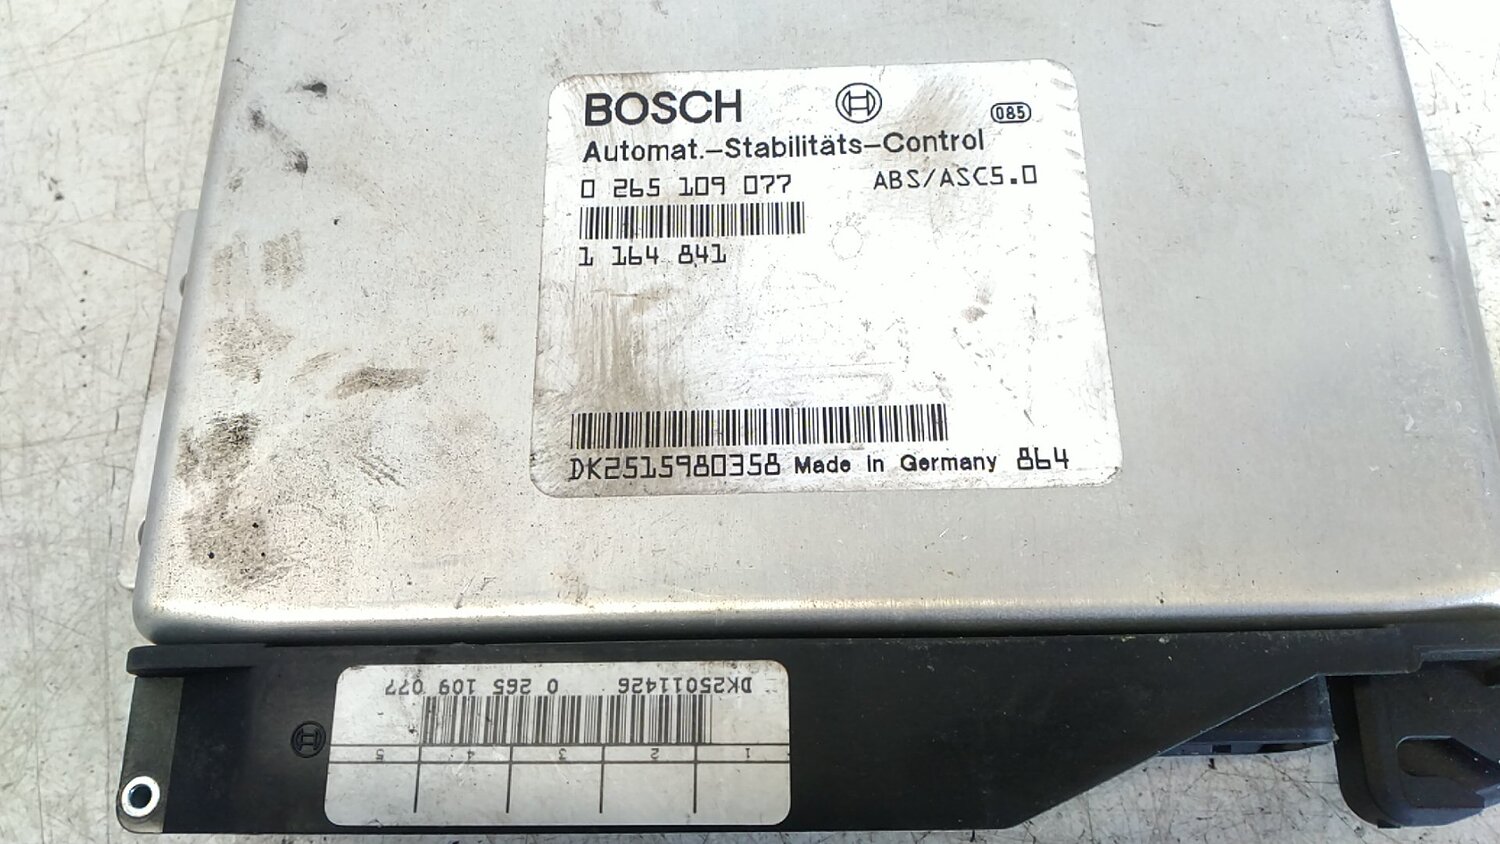 BOSCH
085
Automat.-Stabilitäts-Control
0 265 109 077 ABS/ASC5.0
1 164 841
DK2515980358 Made in Germany 864
DK25011426 0 265 109 077
1 2 3 4 5